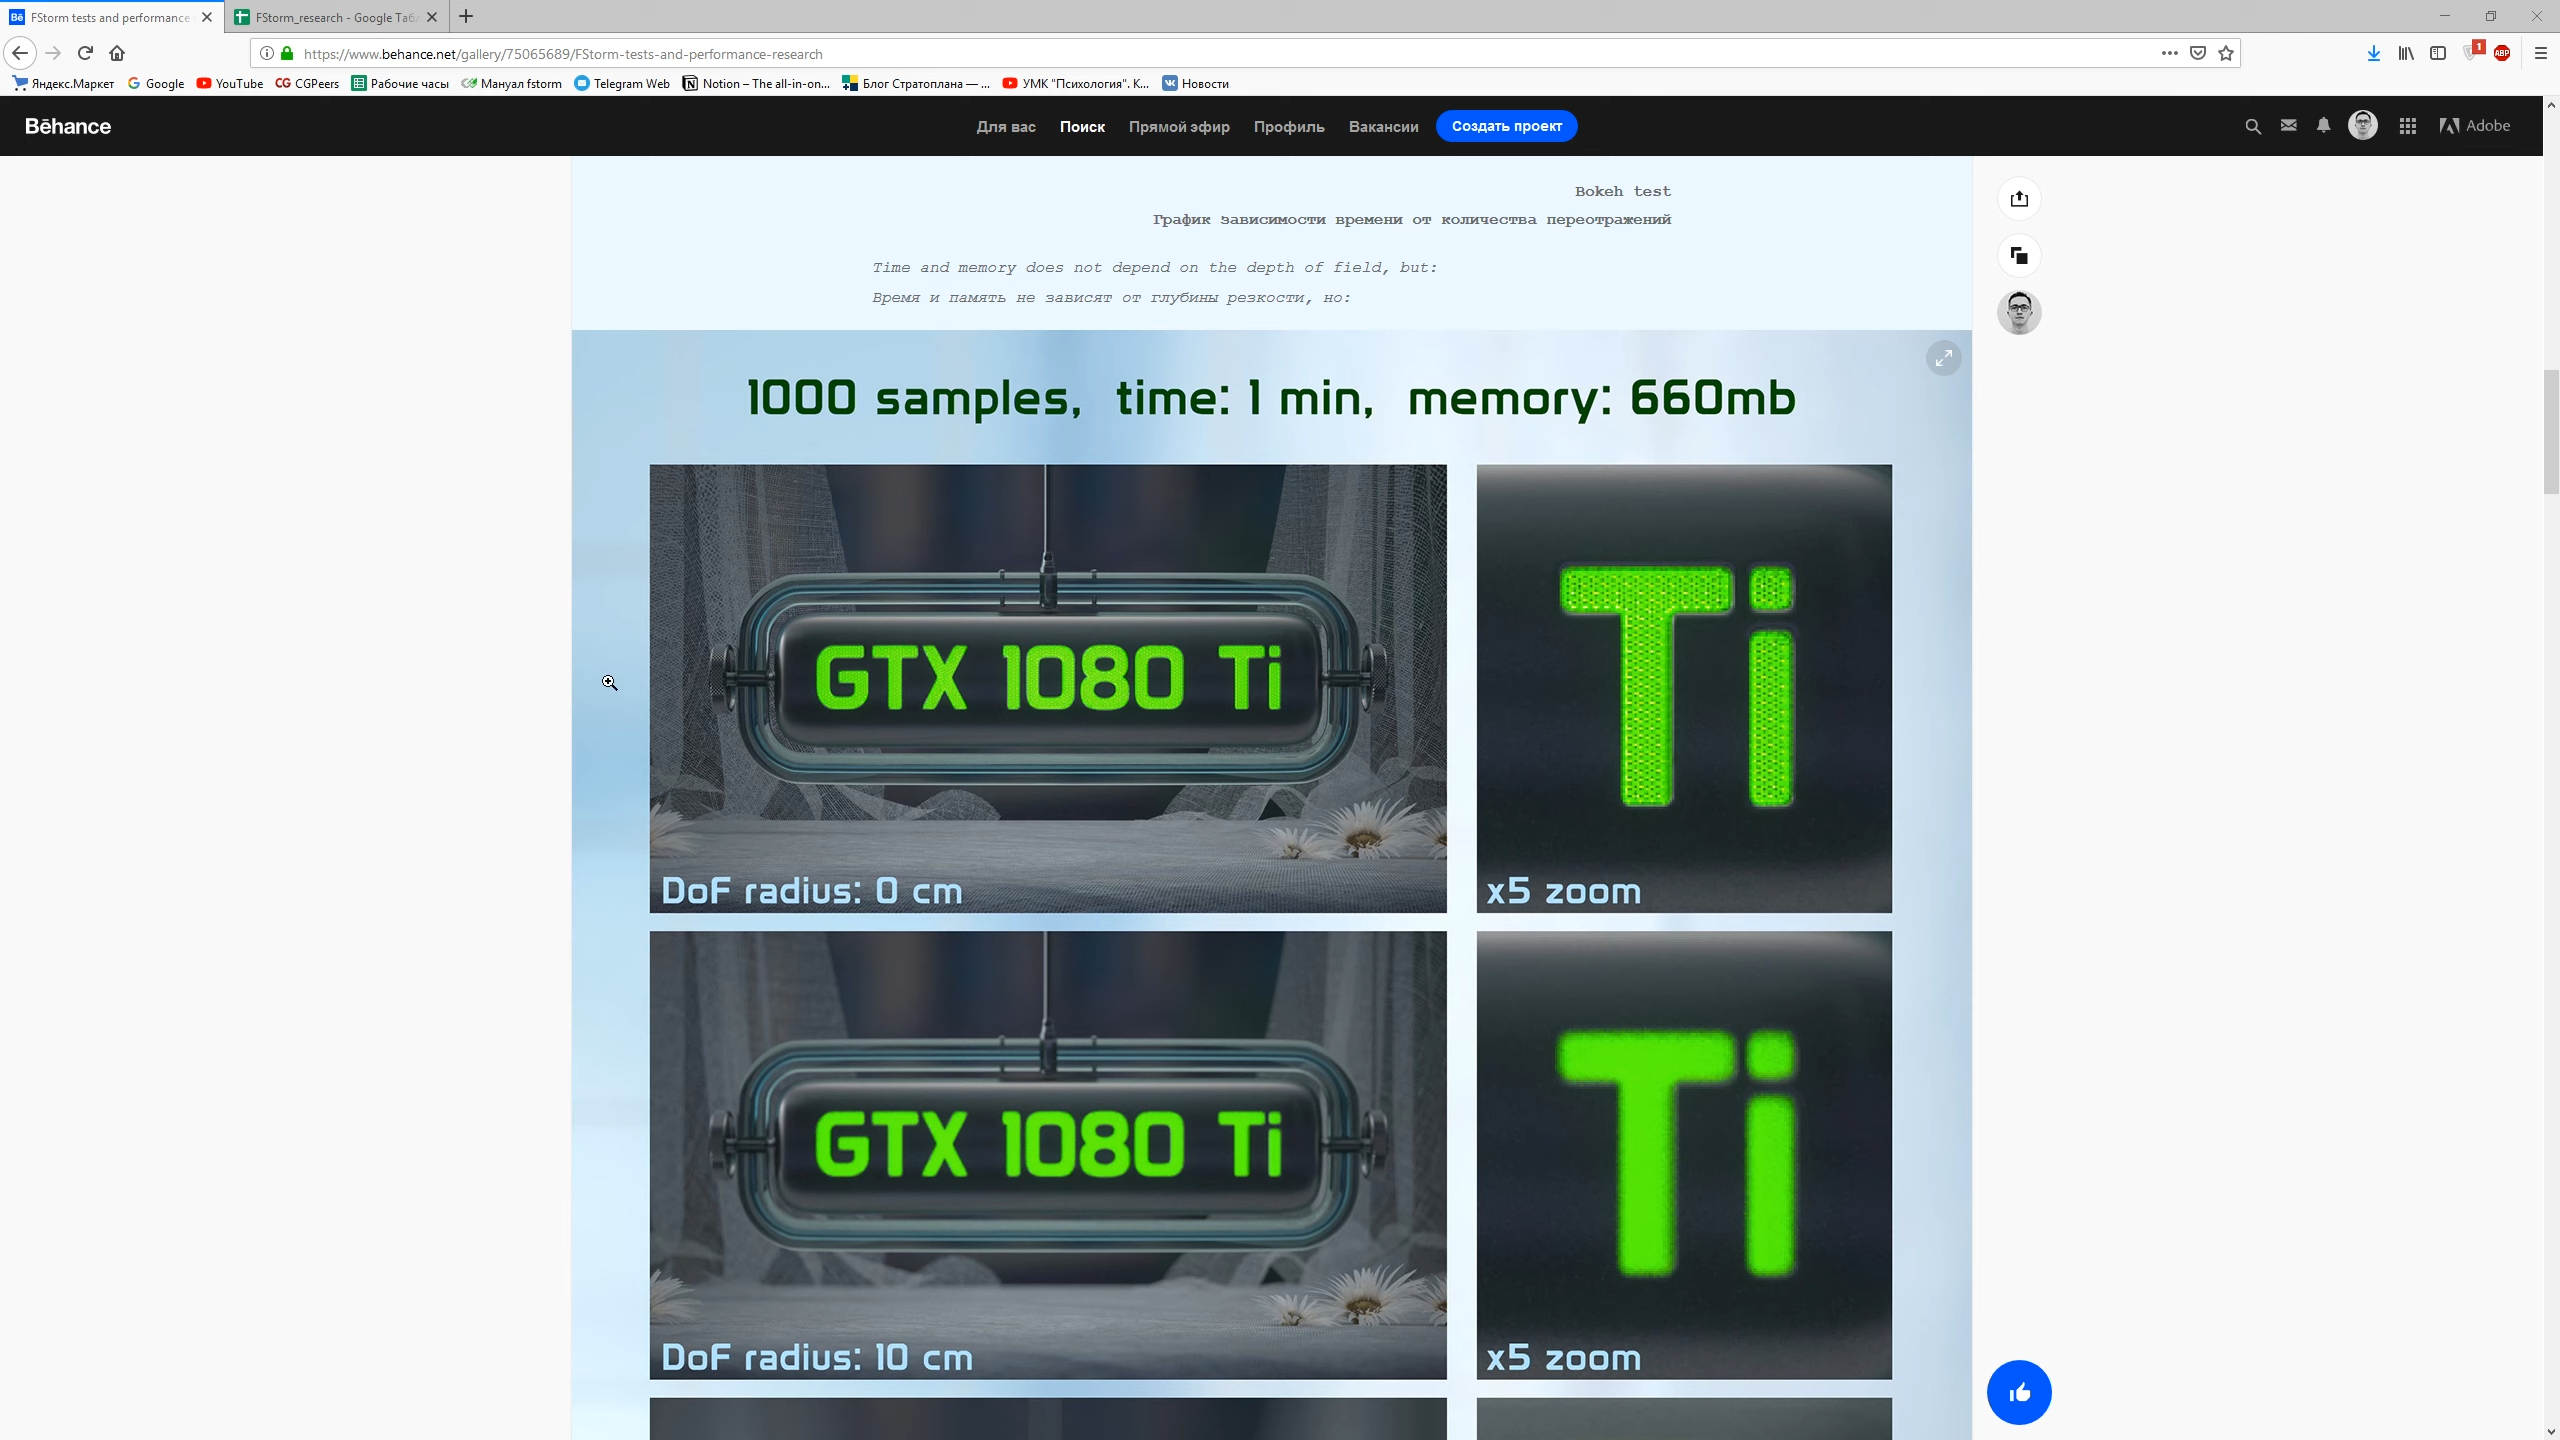 FStorm tests and performance
FStorm_research - Google Таб
https://www.behance.net/gallery/75065689/FStorm-tests-and-performance-research
1
ABP
Яндекс.Маркет Google YouTube CGPeers Рабочие часы Мануал fstorm Telegram Web Notion – The all-in-on... Блог Стратоплана — ... УМК "Психология". К... Новости
Bēhance
Для вас Поиск Прямой эфир Профиль Вакансии Создать проект
Adobe
Bokeh test
График зависимости времени от количества переотражений
Time and memory does not depend on the depth of field, but:
Время и память не зависят от глубины резкости, но:
1000 samples, time: 1 min, memory: 660mb
GTX 1080 Ti
Ti
DoF radius: 0 cm
x5 zoom
GTX 1080 Ti
Ti
DoF radius: 10 cm
x5 zoom